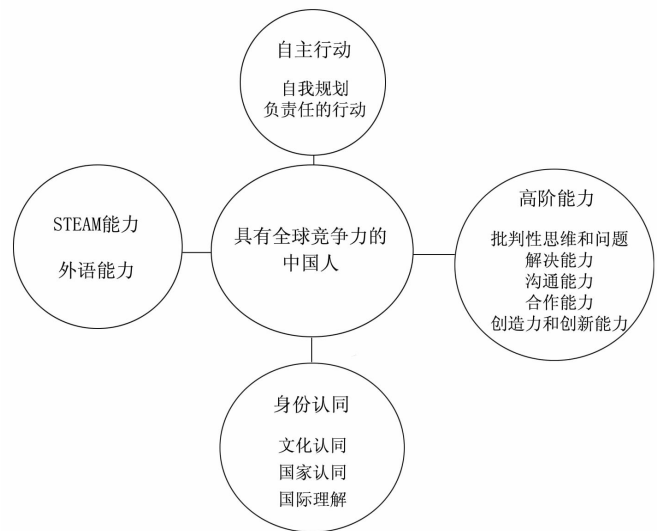 自主行动
自我规划
负责任的行动
STEAM能力
外语能力
具有全球竞争力的
中国人
高阶能力
批判性思维和问题
解决能力
沟通能力
合作能力
创造力和创新能力
身份认同
文化认同
国家认同
国际理解